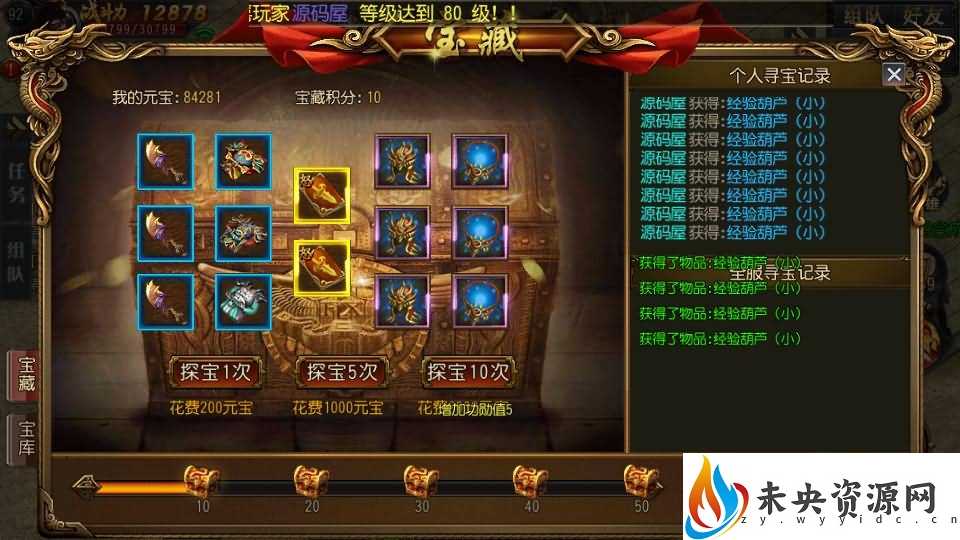 92
战力 12878
799/30799
玩家源码屋 等级达到 80 级！！
组队 好友
宝藏
个人寻宝记录
我的元宝:84281
宝藏积分:10
源码屋获得:经验葫芦（小）
源码屋获得:经验葫芦（小）
源码屋获得:经验葫芦（小）
源码屋获得:经验葫芦（小）
源码屋获得:经验葫芦（小）
源码屋获得:经验葫芦（小）
源码屋获得:经验葫芦（小）
源码屋获得:经验葫芦（小）
获得了物品:经验葫芦（小）
全服寻宝记录
获得了物品:经验葫芦（小）
获得了物品:经验葫芦（小）
获得了物品:经验葫芦（小）
任务
组队
怒
怒
探宝1次
探宝5次
探宝10次
花费200元宝
花费1000元宝
花费
增加功勋值5
宝藏
宝库
10
20
30
40
50
未央资源网
zy.wyyidc.cn